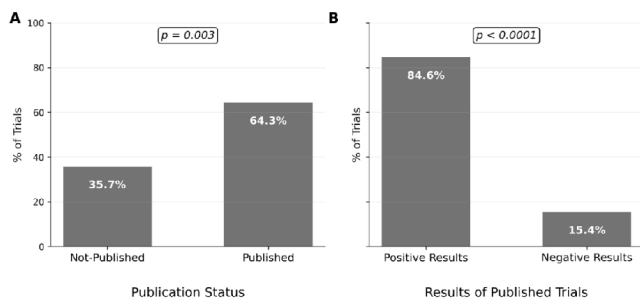 A
p = 0.003
% of Trials
100
80
60
40
20
0
35.7%
64.3%
Not-Published
Published
Publication Status
B
p < 0.0001
% of Trials
84.6%
15.4%
Positive Results
Negative Results
Results of Published Trials